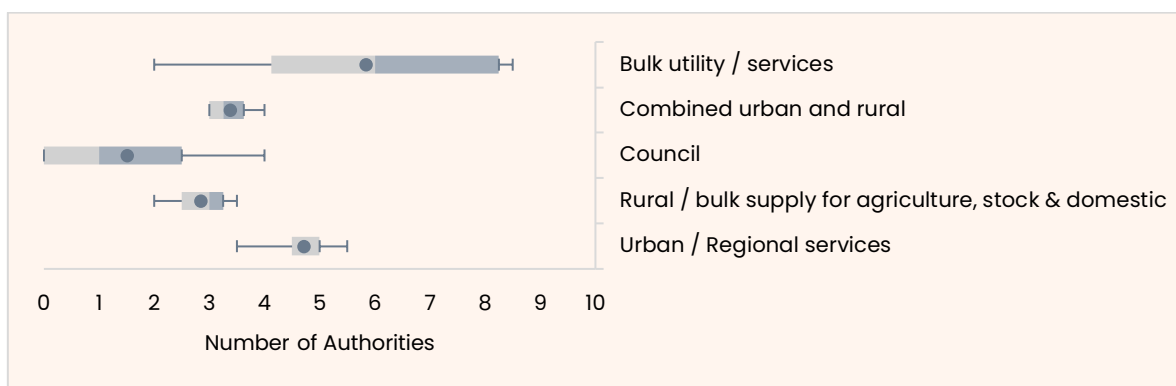 Bulk utility / services
Combined urban and rural
Council
Rural / bulk supply for agriculture, stock & domestic
Urban / Regional services
0 1 2 3 4 5 6 7 8 9 10
Number of Authorities